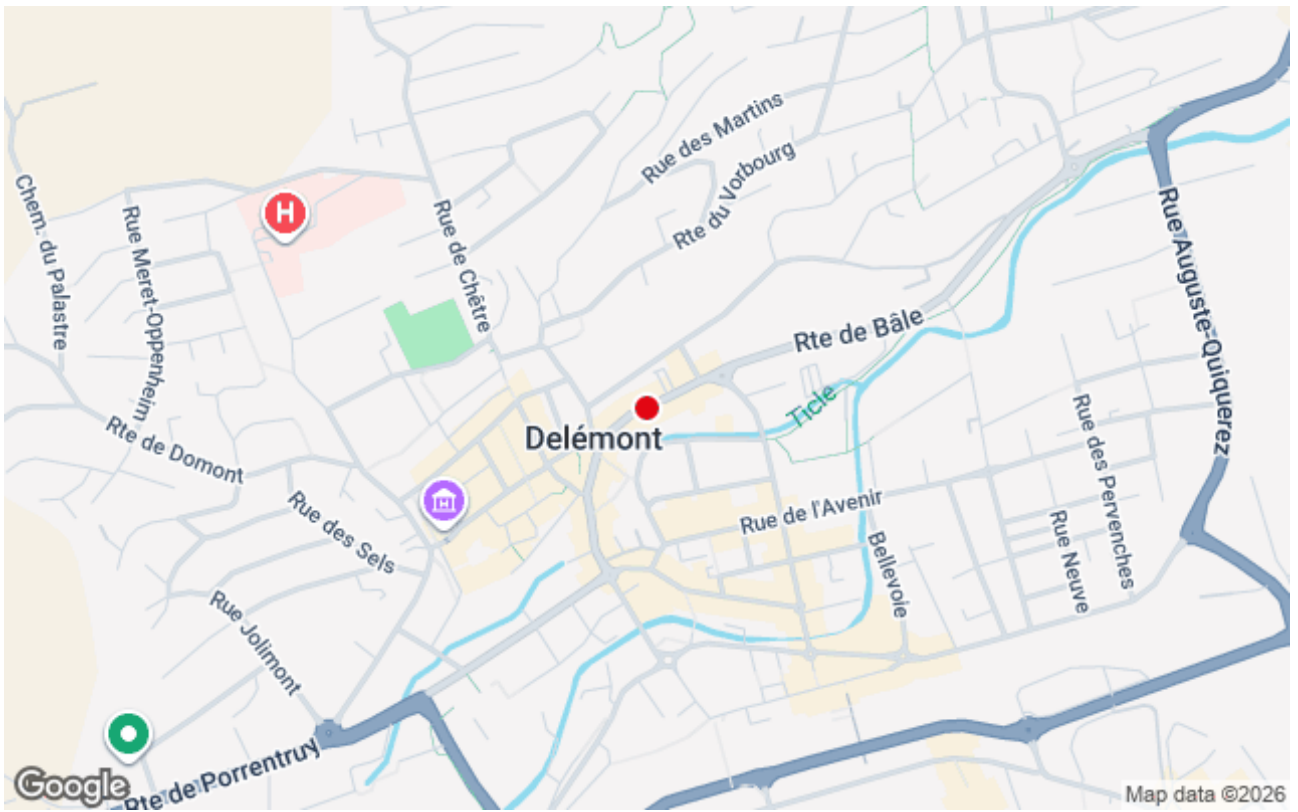 Rue des Martins
Rte du Vorbourg
Chem. du Palastre
Rue Meret-Oppenheim
H
Rue de Chêtre
Rue Auguste-Quiquerez
Rte de Bâle
Ticle
Delémont
Rte de Domont
Rue des Sels
Rue de l'Avenir
Rue des Pervenches
Rue Neuve
Bellevoie
Rue Jolimont
Rte de Porrentruy
Google
Map data ©2026